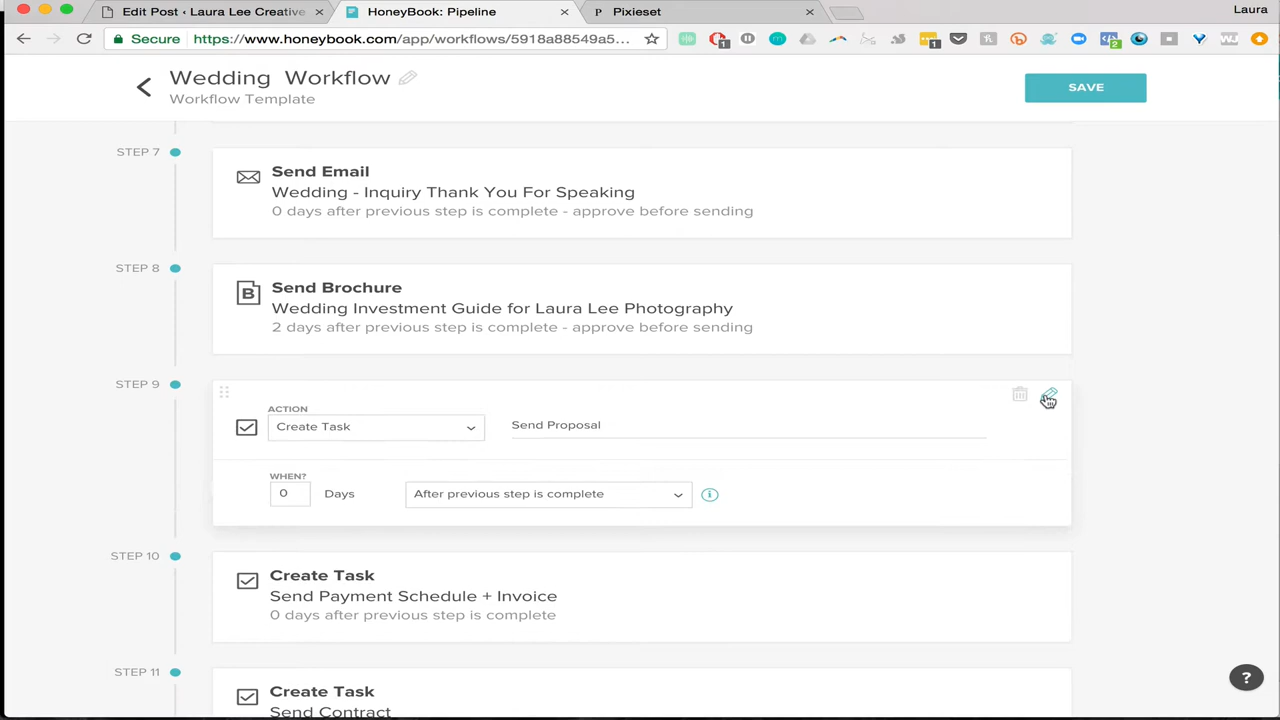 Edit Post ‹ Laura Lee Creative ×
HoneyBook: Pipeline ×
P Pixieset ×
Laura
Secure https://www.honeybook.com/app/workflows/5918a88549a5...
1
1
2
WJ
Wedding Workflow
Workflow Template
SAVE
STEP 7
Send Email
Wedding - Inquiry Thank You For Speaking
0 days after previous step is complete - approve before sending
STEP 8
B
Send Brochure
Wedding Investment Guide for Laura Lee Photography
2 days after previous step is complete - approve before sending
STEP 9
ACTION
Create Task
Send Proposal
WHEN?
0 Days After previous step is complete i
STEP 10
Create Task
Send Payment Schedule + Invoice
0 days after previous step is complete
STEP 11
Create Task
Send Contract
?